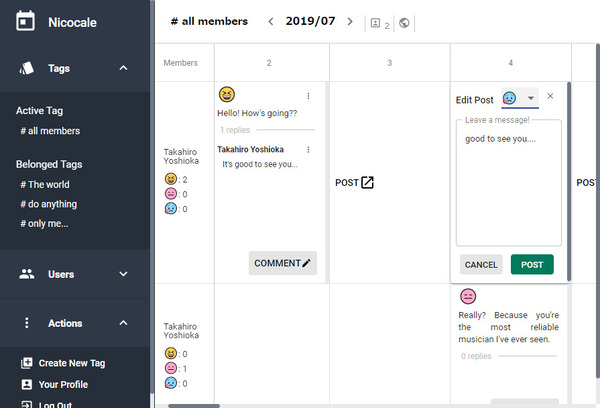 Nicocale
Tags
Active Tag
# all members
Belonged Tags
# The world
# do anything
# only me...
Users
Actions
Create New Tag
Your Profile
Log Out
# all members
2019/07
2
Members
2
3
4
Takahiro
Yoshioka
: 2
: 0
: 0
Hello! How's going??
1 replies
Takahiro Yoshioka
It's good to see you...
COMMENT
POST
Edit Post
Leave a message!
good to see you....
CANCEL
POST
POST
Takahiro
Yoshioka
: 0
: 1
: 0
Really? Because you're
the most reliable
musician I've ever seen.
0 replies